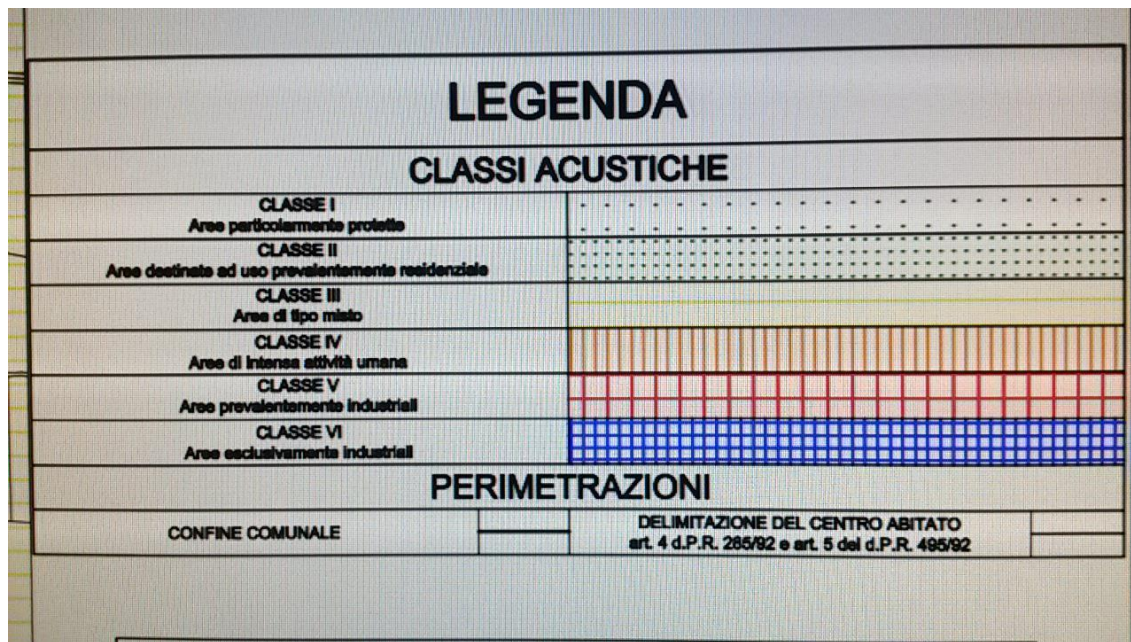 LEGENDA
CLASSI ACUSTICHE
CLASSE I
Aree particolarmente protette
CLASSE II
Aree destinate ad uso prevalentemente residenziale
CLASSE III
Aree di tipo misto
CLASSE IV
Aree di intensa attività umana
CLASSE V
Aree prevalentemente industriali
CLASSE VI
Aree esclusivamente industriali
PERIMETRAZIONI
CONFINE COMUNALE
DELIMITAZIONE DEL CENTRO ABITATO
art. 4 d.P.R. 285/92 e art. 5 del d.P.R. 495/92